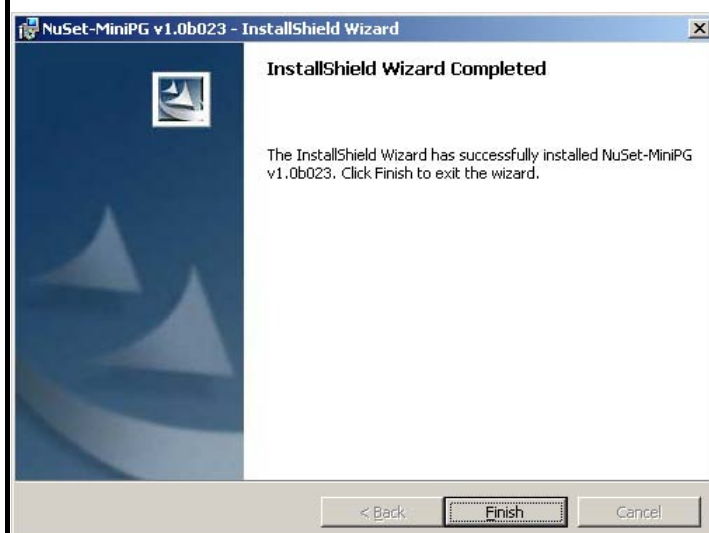 NuSet-MiniPG v1.0b023 - InstallShield Wizard
InstallShield Wizard Completed
The InstallShield Wizard has successfully installed NuSet-MiniPG
v1.0b023. Click Finish to exit the wizard.
< Back
Finish
Cancel